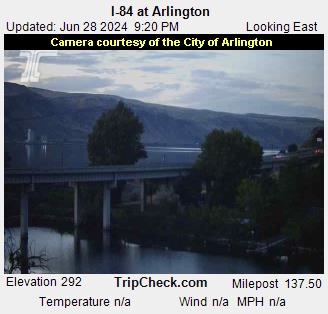 I-84 at Arlington
Updated: Jun 28 2024 9:20 PM Looking East
Camera courtesy of the City of Arlington
Elevation 292 TripCheck.com Milepost 137.50
Temperature n/a Wind n/a MPH n/a